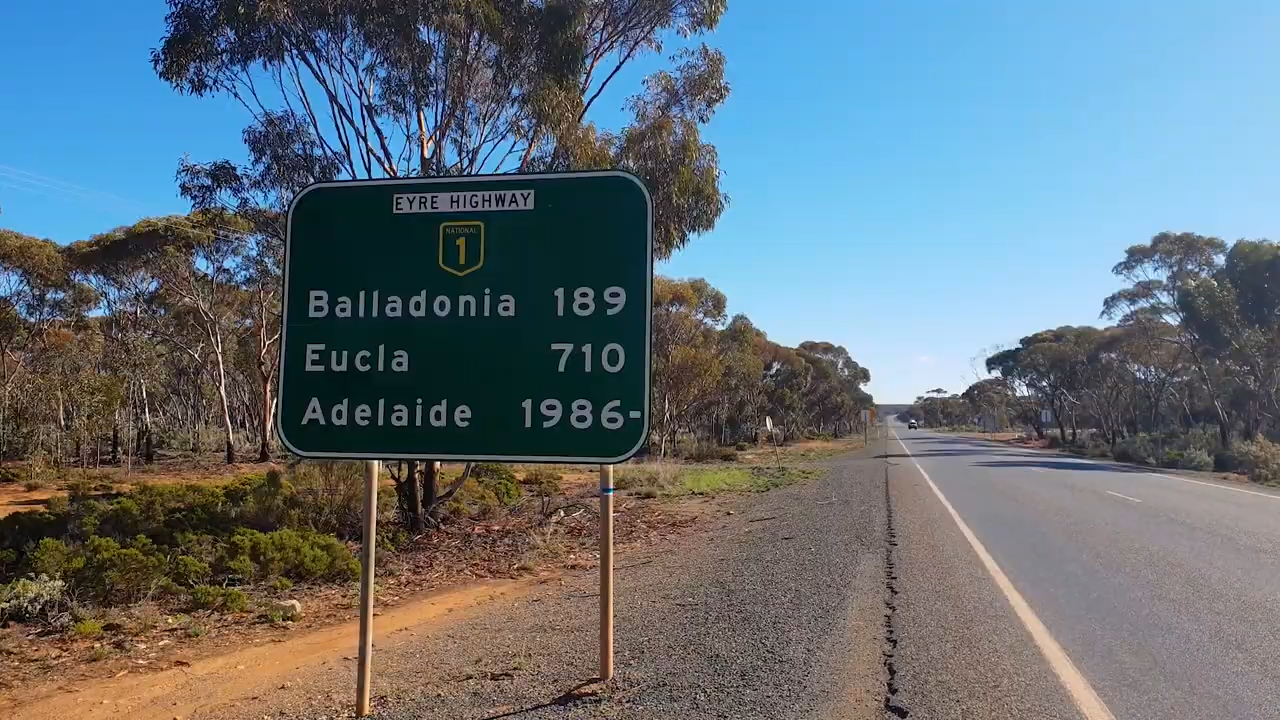 EYRE HIGHWAY
NATIONAL
1
Balladonia 189
Eucla 710
Adelaide 1986-